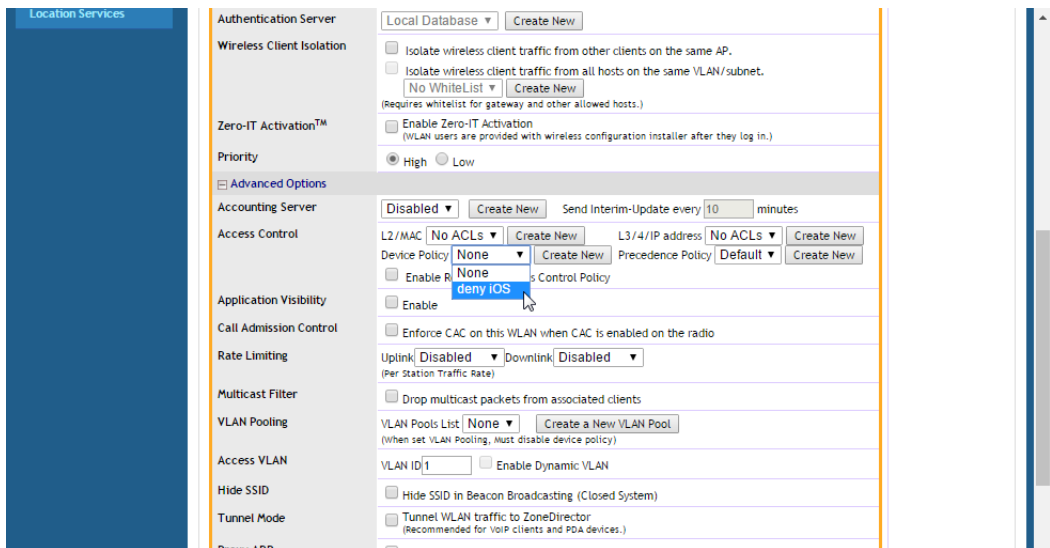 Location Services
Authentication Server Local Database Create New
Wireless Client Isolation Isolate wireless client traffic from other clients on the same AP.
Isolate wireless client traffic from all hosts on the same VLAN/subnet.
No WhiteList Create New
(Requires whitelist for gateway and other allowed hosts.)
Zero-IT Activation™ Enable Zero-IT Activation
(WLAN users are provided with wireless configuration installer after they log in.)
Priority High Low
Advanced Options
Accounting Server Disabled Create New Send Interim-Update every 10 minutes
Access Control L2/MAC No ACLs Create New L3/4/IP address No ACLs Create New
Device Policy None Create New Precedence Policy Default Create New
None
Enable R s Control Policy
deny iOS
Application Visibility Enable
Call Admission Control Enforce CAC on this WLAN when CAC is enabled on the radio
Rate Limiting Uplink Disabled Downlink Disabled
(Per Station Traffic Rate)
Multicast Filter Drop multicast packets from associated clients
VLAN Pooling VLAN Pools List None Create a New VLAN Pool
(When set VLAN Pooling, Must disable device policy)
Access VLAN VLAN ID 1 Enable Dynamic VLAN
Hide SSID Hide SSID in Beacon Broadcasting (Closed System)
Tunnel Mode Tunnel WLAN traffic to ZoneDirector
(Recommended for VoIP clients and PDA devices.)